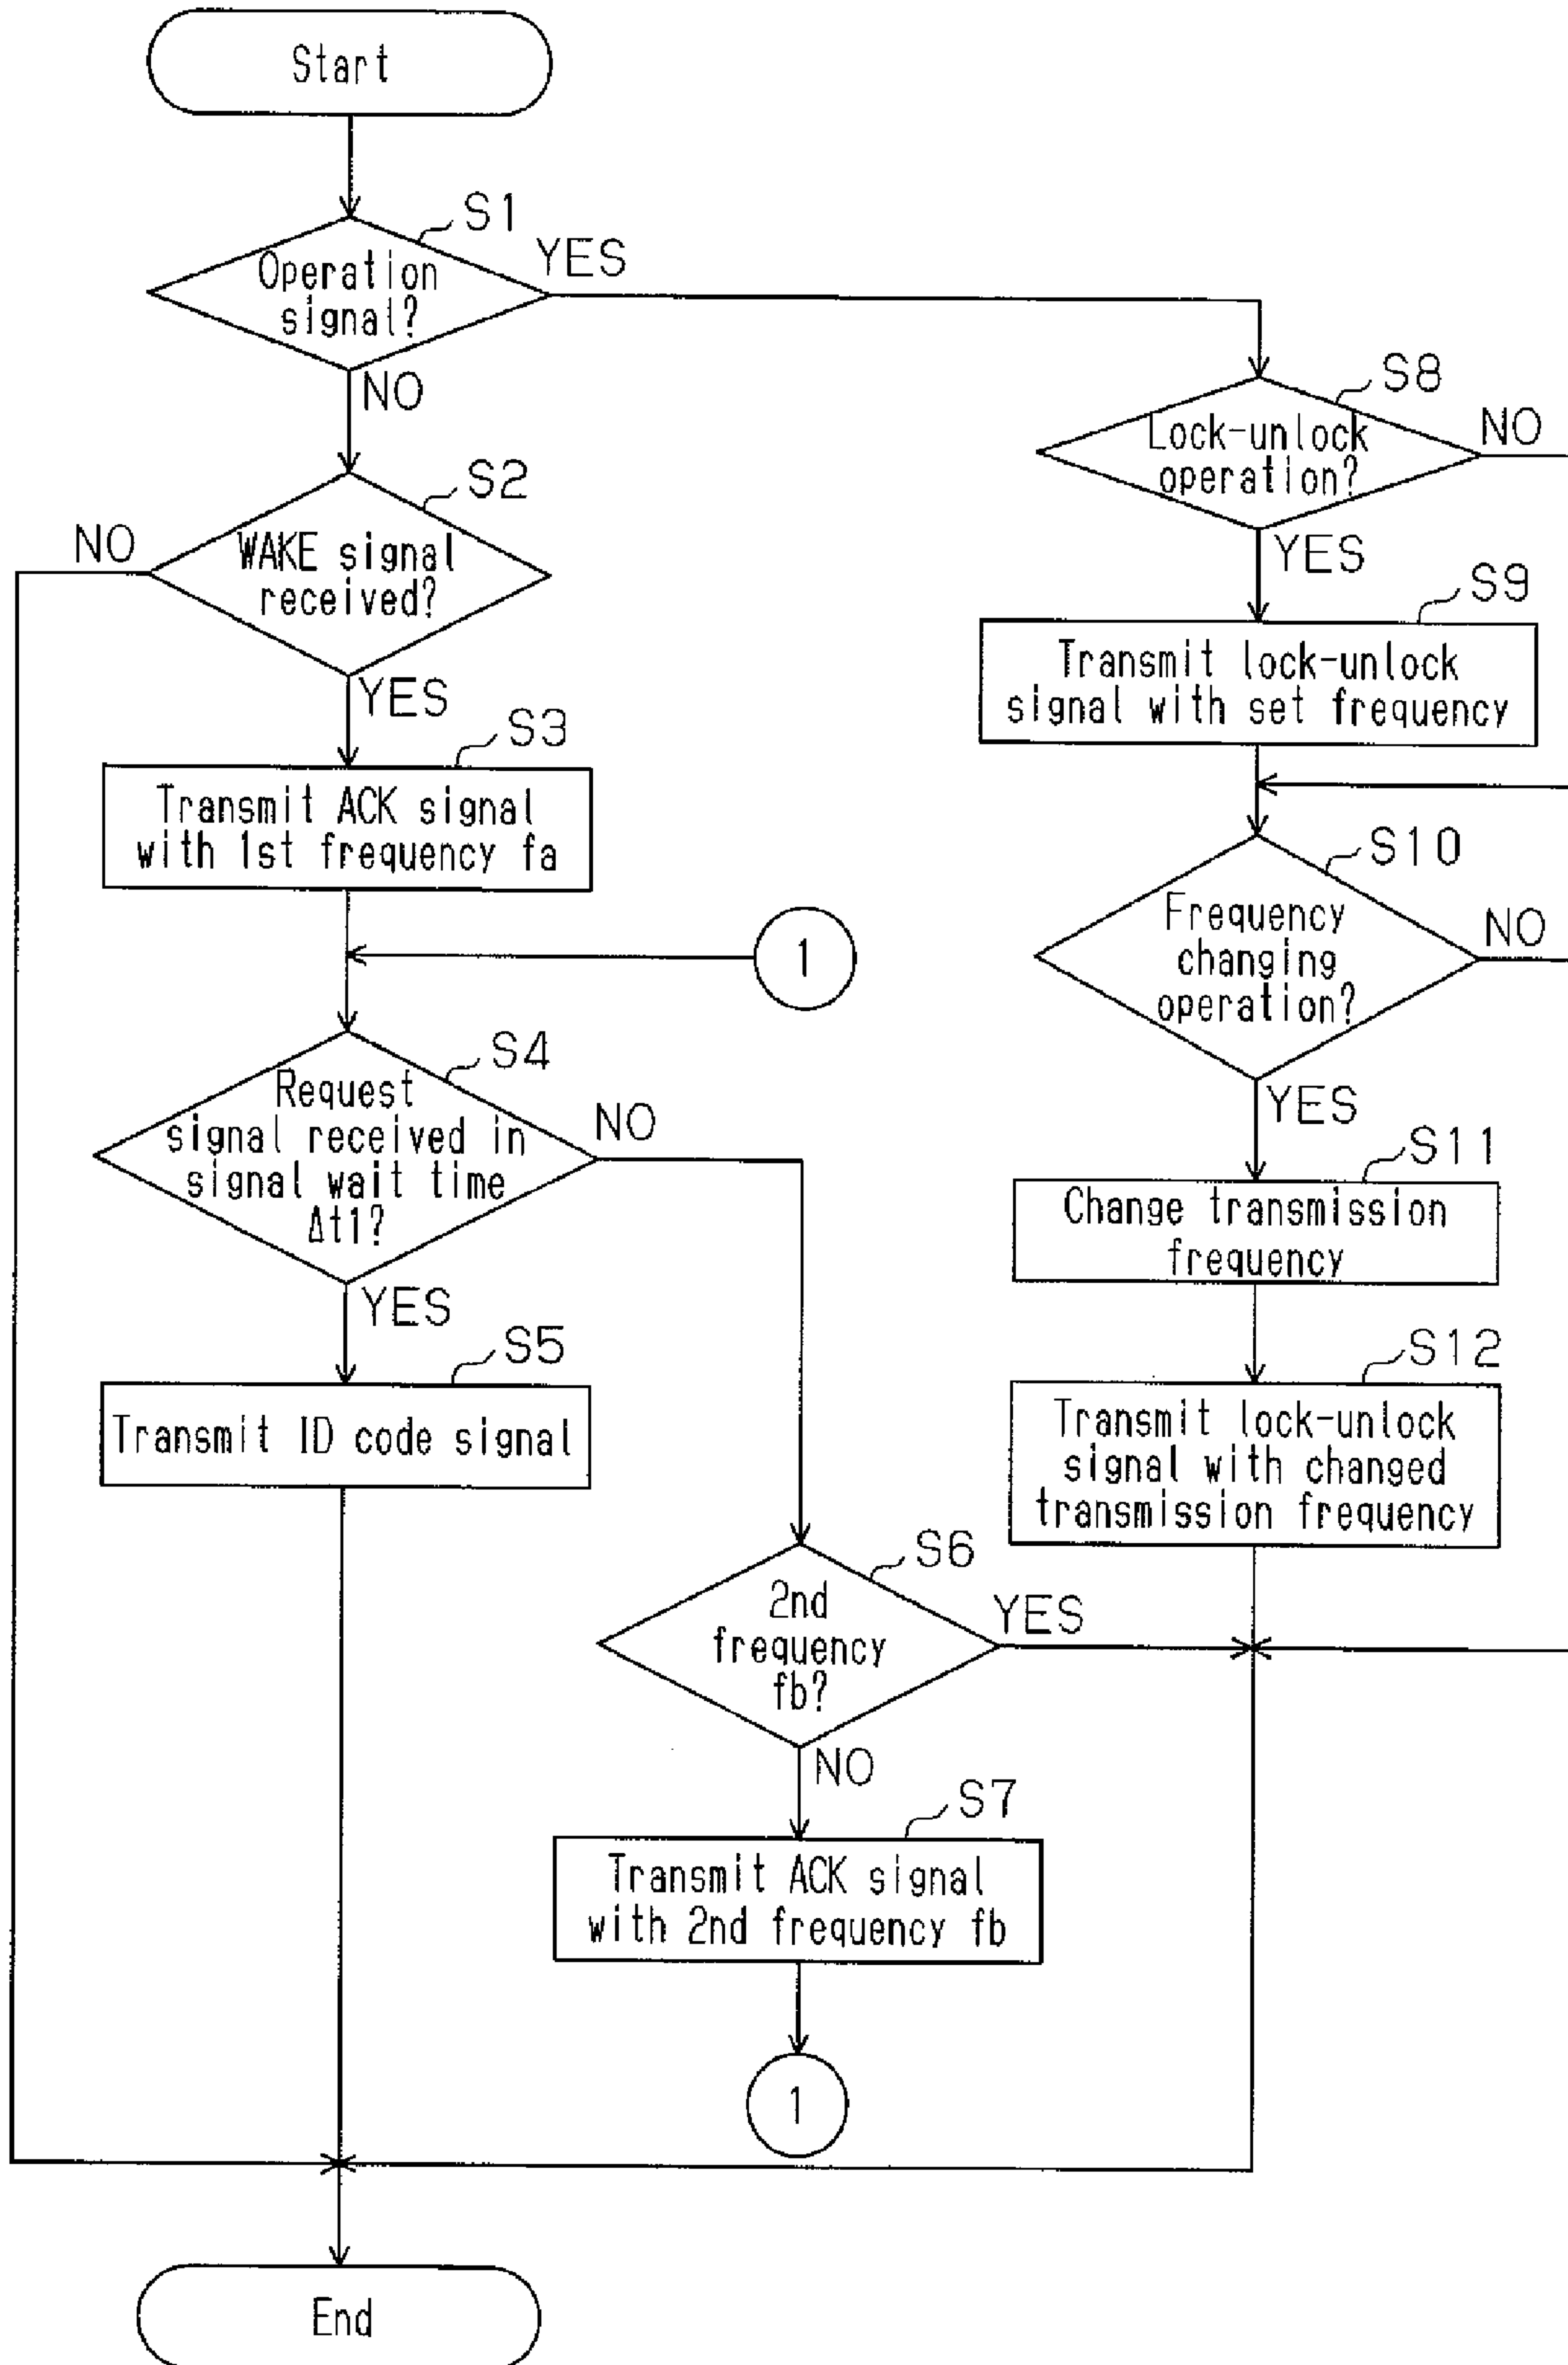 Start
S1
Operation
signal?
YES
NO
S2
NO
WAKE signal
received?
YES
S3
Transmit ACK signal
with 1st frequency fa
1
S4
Request
signal received in
signal wait time
Δt1?
NO
YES
S5
Transmit ID code signal
S6
2nd
frequency
fb?
YES
NO
S7
Transmit ACK signal
with 2nd frequency fb
1
S8
Lock-unlock
operation?
NO
YES
S9
Transmit lock-unlock
signal with set frequency
S10
Frequency
changing
operation?
NO
YES
S11
Change transmission
frequency
S12
Transmit lock-unlock
signal with changed
transmission frequency
End